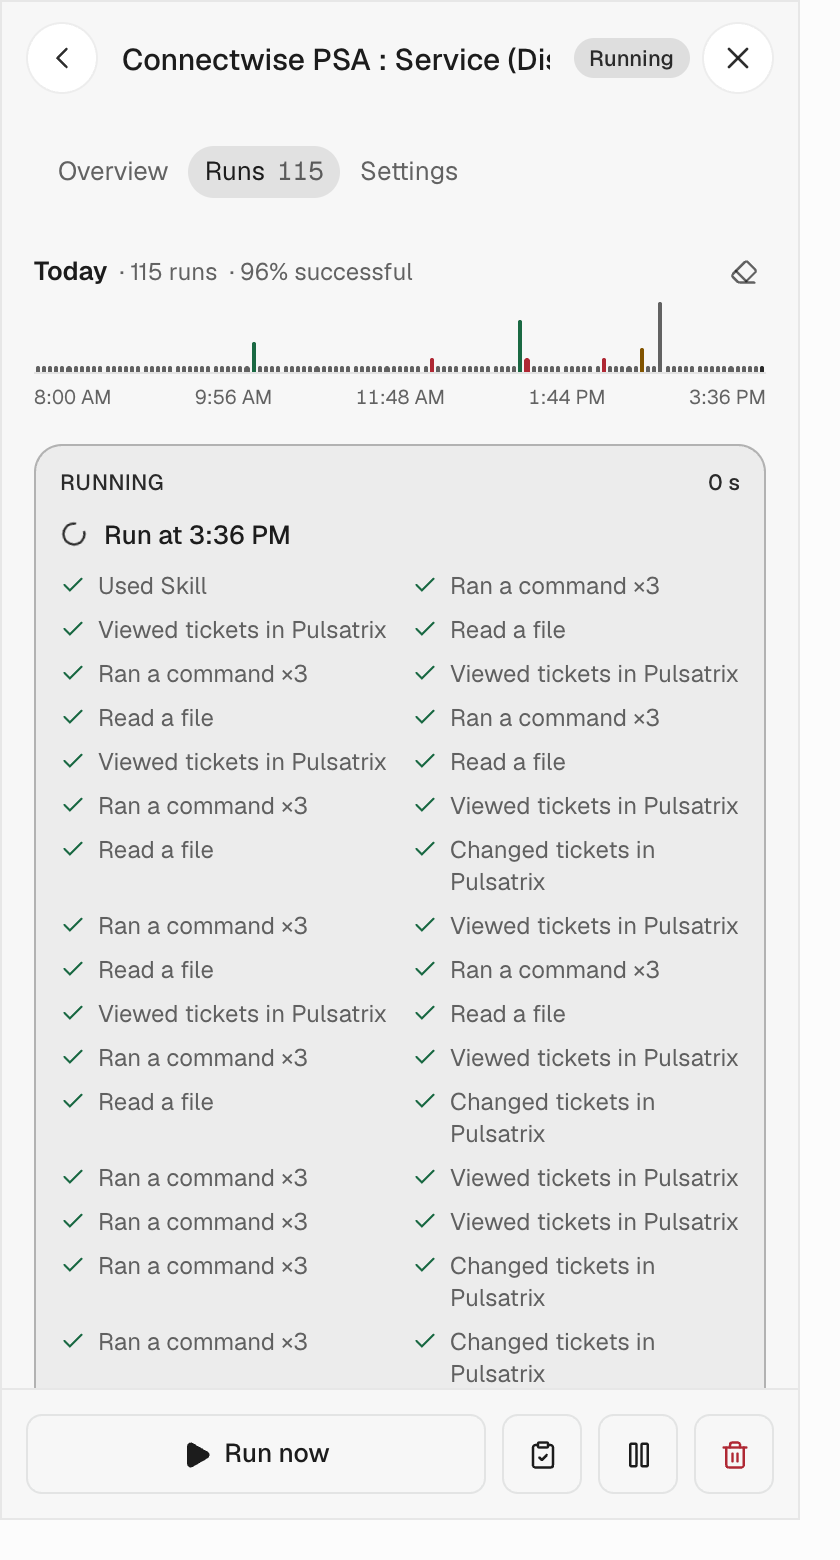 Connectwise PSA : Service (Dis
Running
Overview
Runs 115
Settings
Today · 115 runs · 96% successful
8:00 AM
9:56 AM
11:48 AM
1:44 PM
3:36 PM
RUNNING
0 s
Run at 3:36 PM
Used Skill
Ran a command ×3
Viewed tickets in Pulsatrix
Read a file
Ran a command ×3
Viewed tickets in Pulsatrix
Read a file
Ran a command ×3
Viewed tickets in Pulsatrix
Read a file
Ran a command ×3
Viewed tickets in Pulsatrix
Read a file
Changed tickets in
Pulsatrix
Ran a command ×3
Viewed tickets in Pulsatrix
Read a file
Ran a command ×3
Viewed tickets in Pulsatrix
Read a file
Ran a command ×3
Viewed tickets in Pulsatrix
Read a file
Changed tickets in
Pulsatrix
Ran a command ×3
Viewed tickets in Pulsatrix
Ran a command ×3
Viewed tickets in Pulsatrix
Ran a command ×3
Changed tickets in
Pulsatrix
Ran a command ×3
Changed tickets in
Pulsatrix
Run now